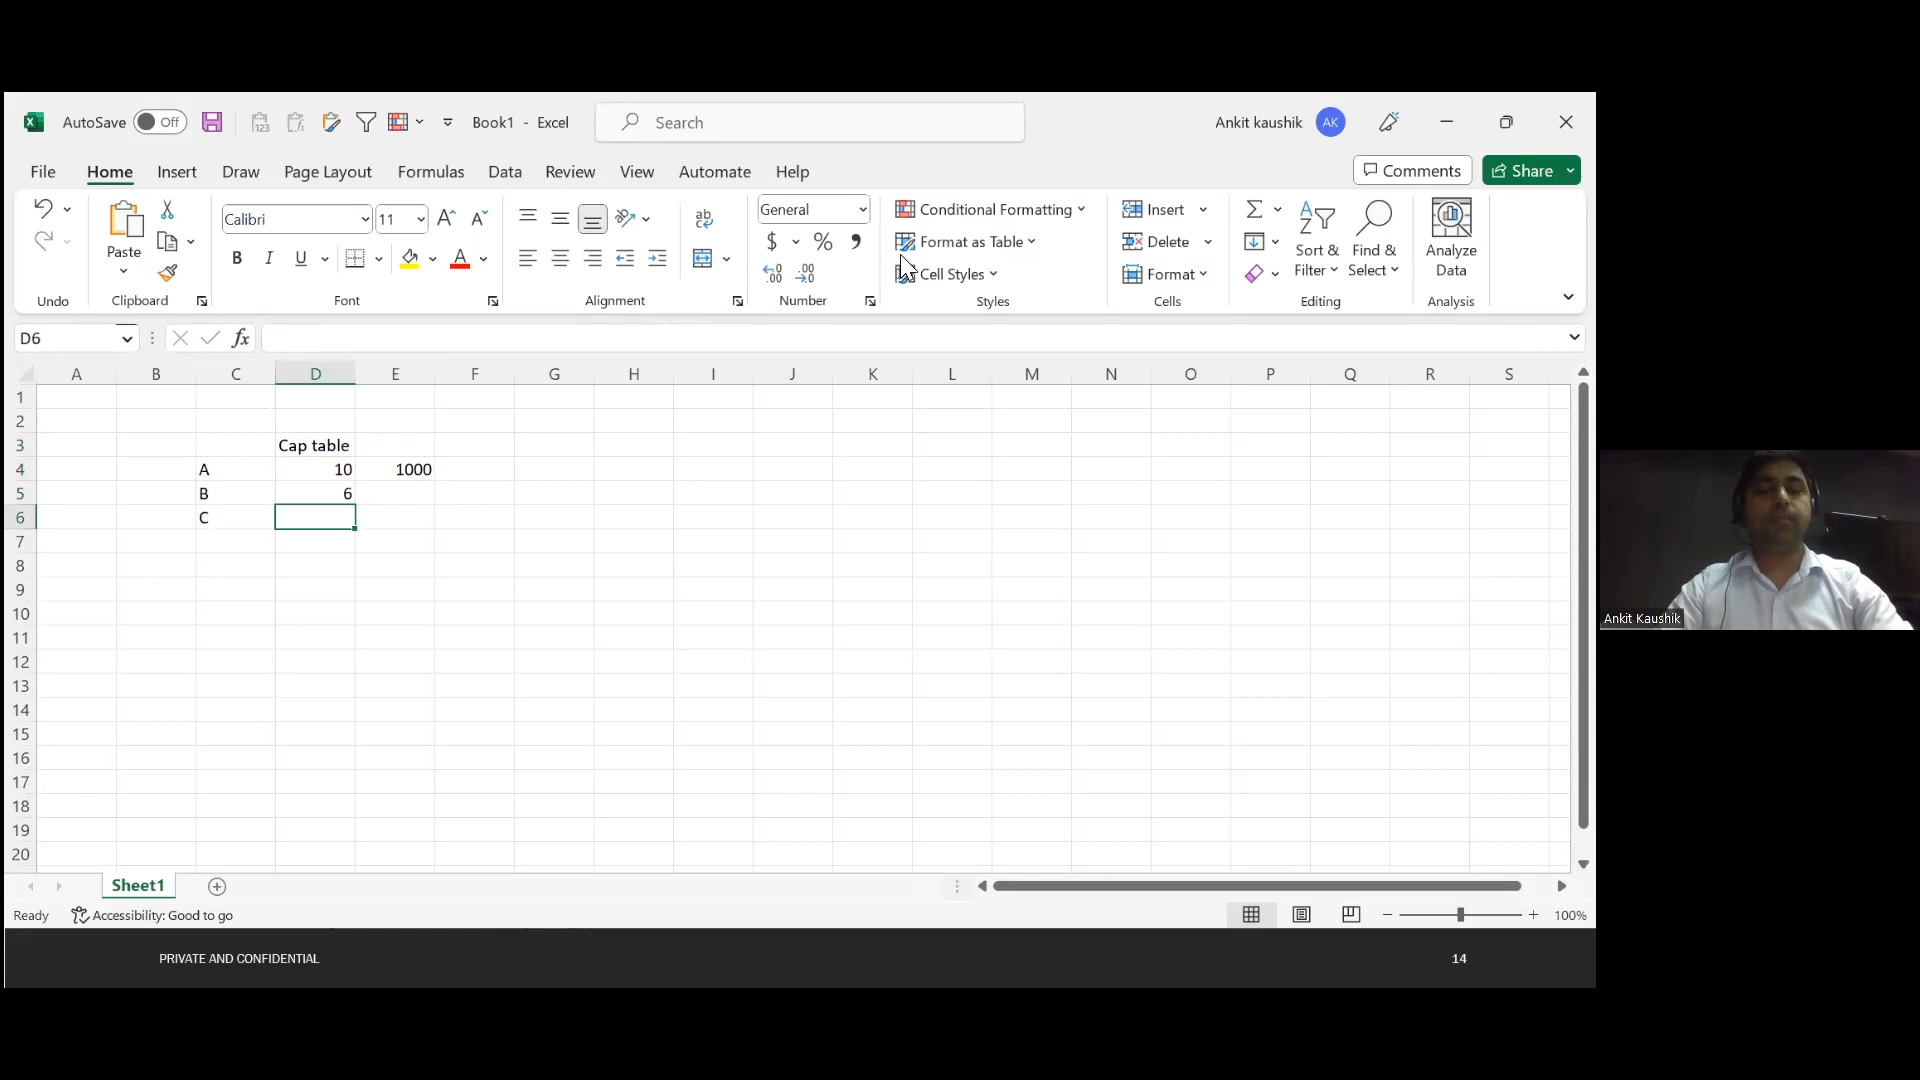 AutoSave Off Book1 - Excel Search Ankit kaushik AK
File Home Insert Draw Page Layout Formulas Data Review View Automate Help Comments Share
Paste Calibri 11 General Conditional Formatting Insert
B I U A ab $ % Format as Table Delete Sort & Filter Find & Select Analyze Data
Cell Styles Format
Undo Clipboard Font Alignment Number Styles Cells Editing Analysis
D6 fx
A B C D E F G H I J K L M N O P Q R S
1
2
3 Cap table
4 A 10 1000
5 B 6
6 C
7
8
9
10
11
12
13
14
15
16
17
18
19
20
Sheet1
Ready Accessibility: Good to go 100%
PRIVATE AND CONFIDENTIAL 14
Ankit Kaushik